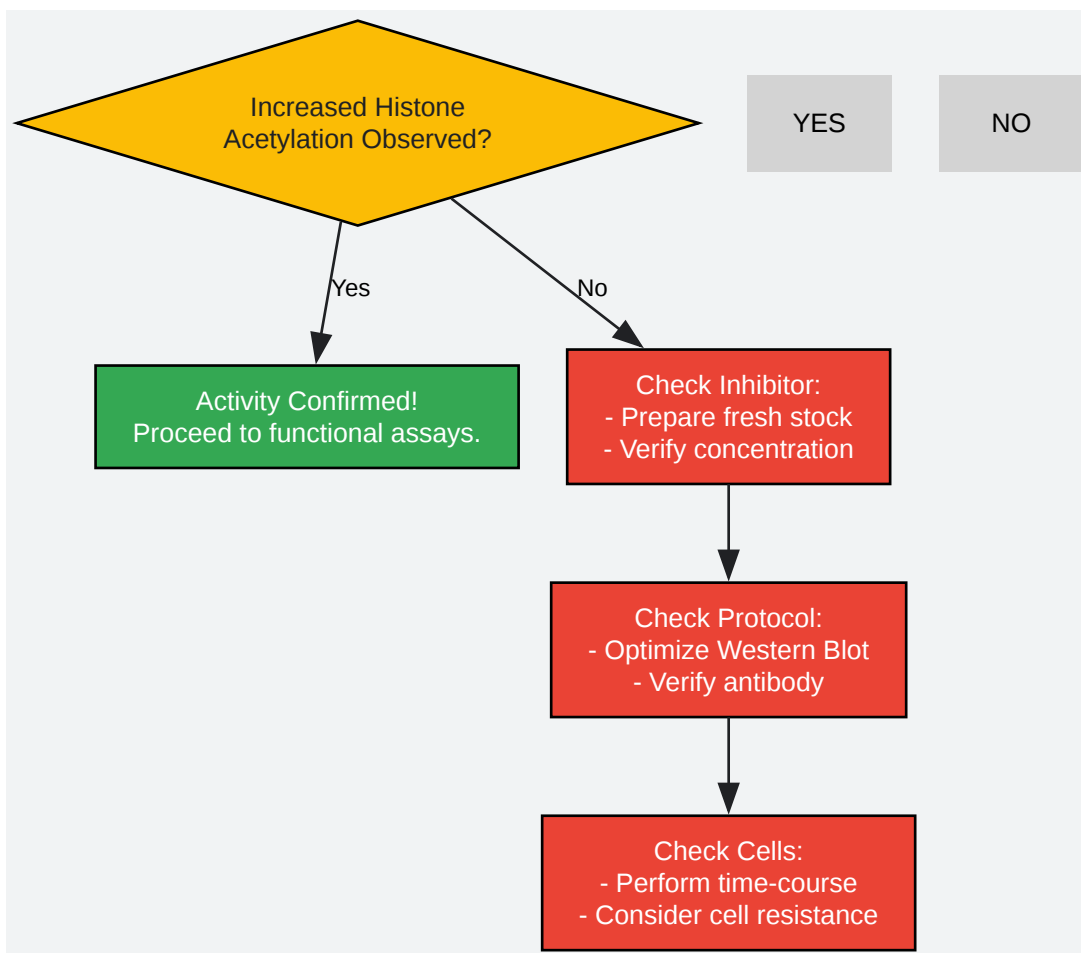 Increased Histone
Acetylation Observed?
YES
NO
Yes
No
Activity Confirmed!
Proceed to functional assays.
Check Inhibitor:
- Prepare fresh stock
- Verify concentration
Check Protocol:
- Optimize Western Blot
- Verify antibody
Check Cells:
- Perform time-course
- Consider cell resistance